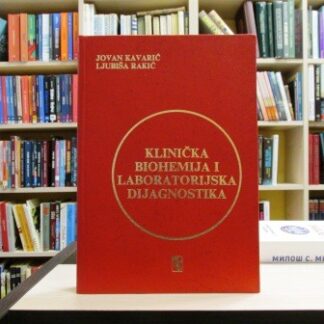 JOVAN KAVARIĆ
LJUBIŠA RAKIĆ
KLINIČKA
BIOHEMIJA I
LABORATORIJSKA
DIJAGNOSTIKA
МИЛОШ С. М